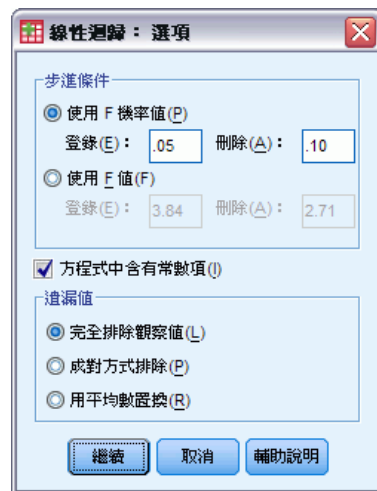 線性迴歸： 選項
步進條件
使用 F 機率值(P)
登錄(E)： .05 刪除(A)： .10
使用 F 值(F)
登錄(E)： 3.84 刪除(A)： 2.71
方程式中含有常數項(I)
遺漏值
完全排除觀察值(L)
成對方式排除(P)
用平均數置換(R)
繼續 取消 輔助說明